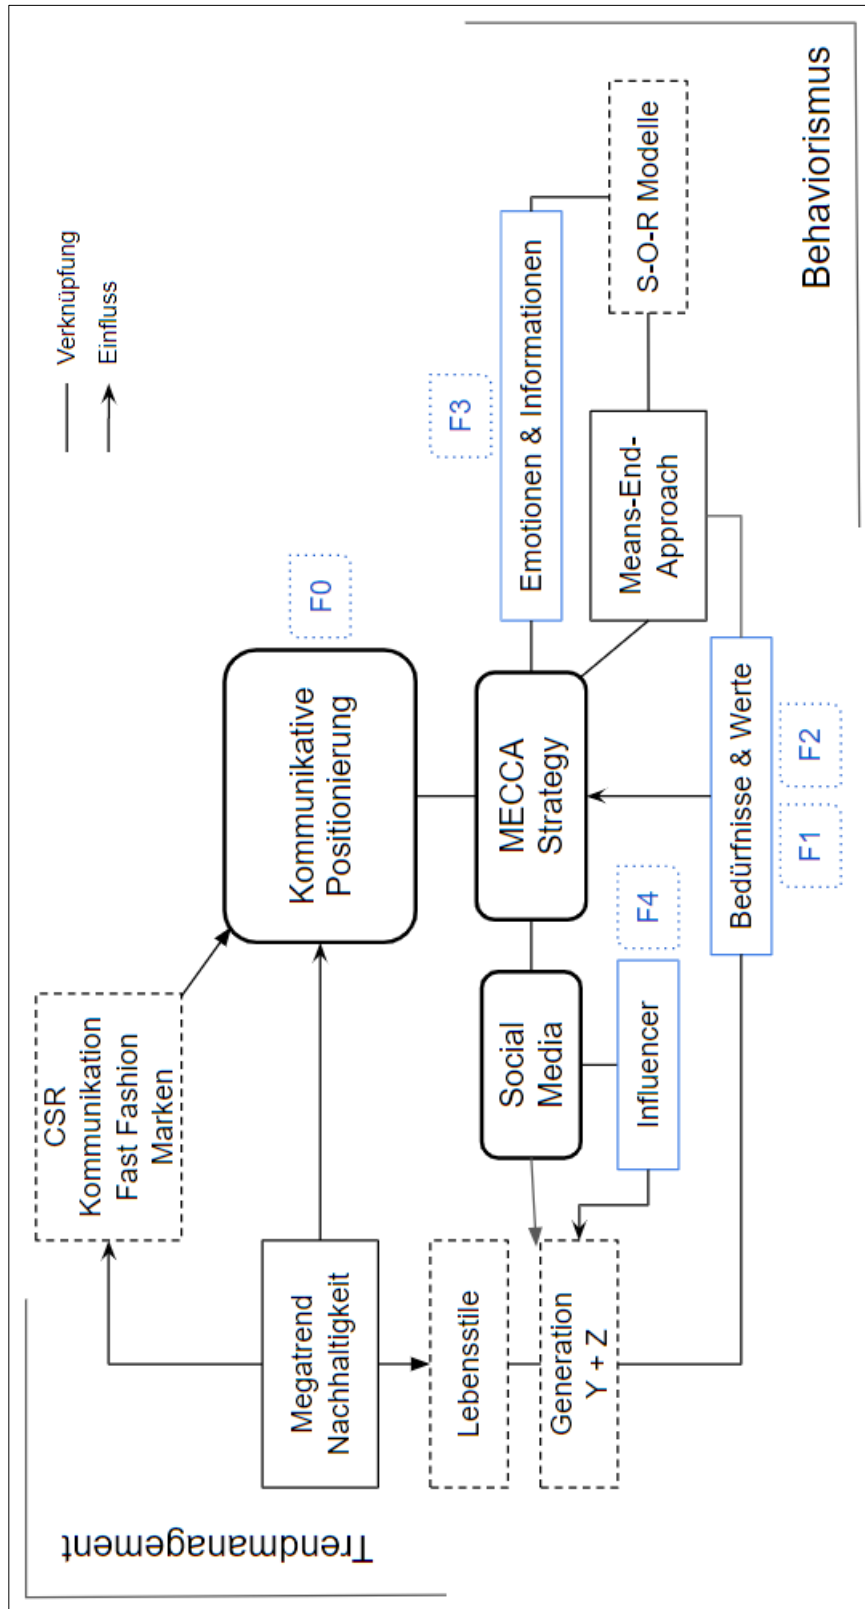 Trendmanagement
CSR
Kommunikation
Fast Fashion
Marken
Verknüpfung
Einfluss
Megatrend
Nachhaltigkeit
Kommunikative
Positionierung
F0
F3
Lebensstile
Generation
Y + Z
Social
Media
MECCA
Strategy
Emotionen & Informationen
Influencer
F4
Means-End-
Approach
S-O-R Modelle
Bedürfnisse & Werte
F1
F2
Behaviorismus